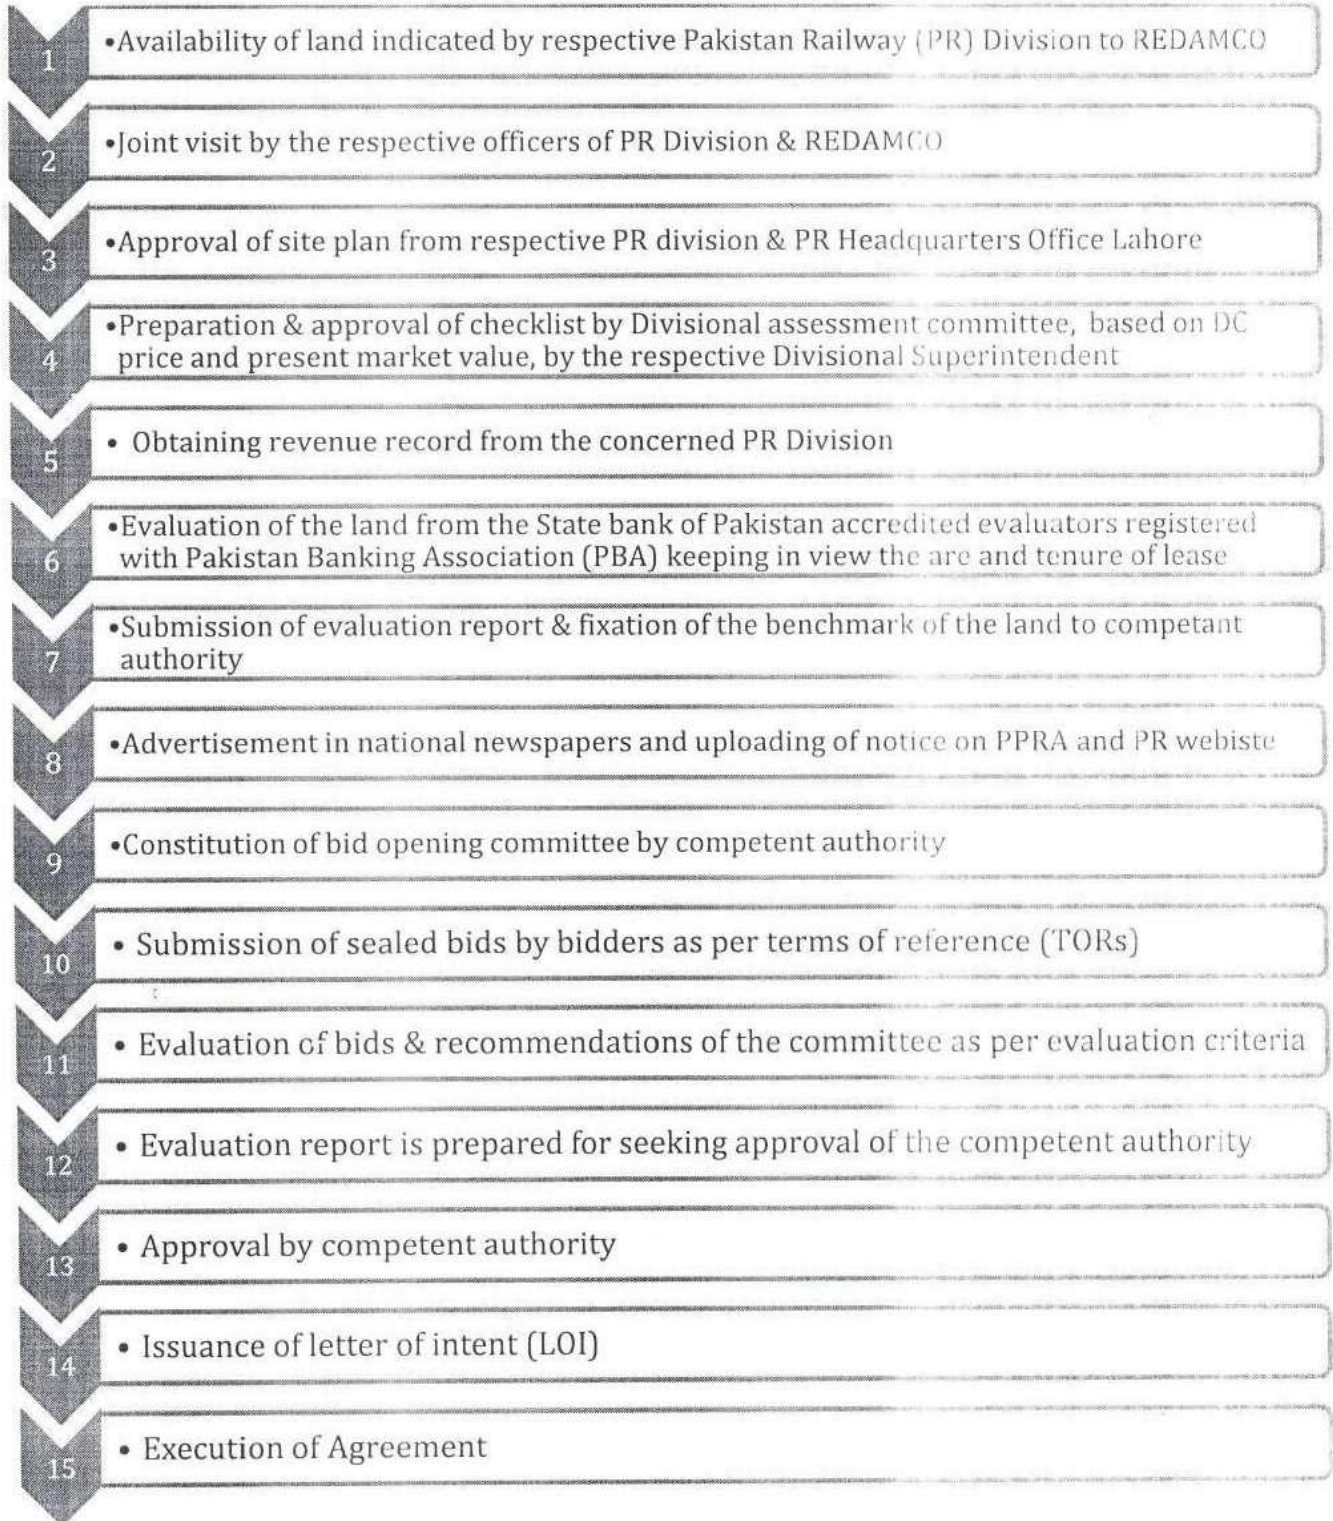 1
•Availability of land indicated by respective Pakistan Railway (PR) Division to REDAMCO
2
•Joint visit by the respective officers of PR Division & REDAMCO
3
•Approval of site plan from respective PR division & PR Headquarters Office Lahore
4
•Preparation & approval of checklist by Divisional assessment committee, based on DC
price and present market value, by the respective Divisional Superintendent
5
• Obtaining revenue record from the concerned PR Division
6
•Evaluation of the land from the State bank of Pakistan accredited evaluators registered
with Pakistan Banking Association (PBA) keeping in view the are and tenure of lease
7
•Submission of evaluation report & fixation of the benchmark of the land to competant
authority
8
•Advertisement in national newspapers and uploading of notice on PPRA and PR webiste
9
•Constitution of bid opening committee by competent authority
10
• Submission of sealed bids by bidders as per terms of reference (TORs)
11
• Evaluation of bids & recommendations of the committee as per evaluation criteria
12
• Evaluation report is prepared for seeking approval of the competent authority
13
• Approval by competent authority
14
• Issuance of letter of intent (LOI)
15
• Execution of Agreement